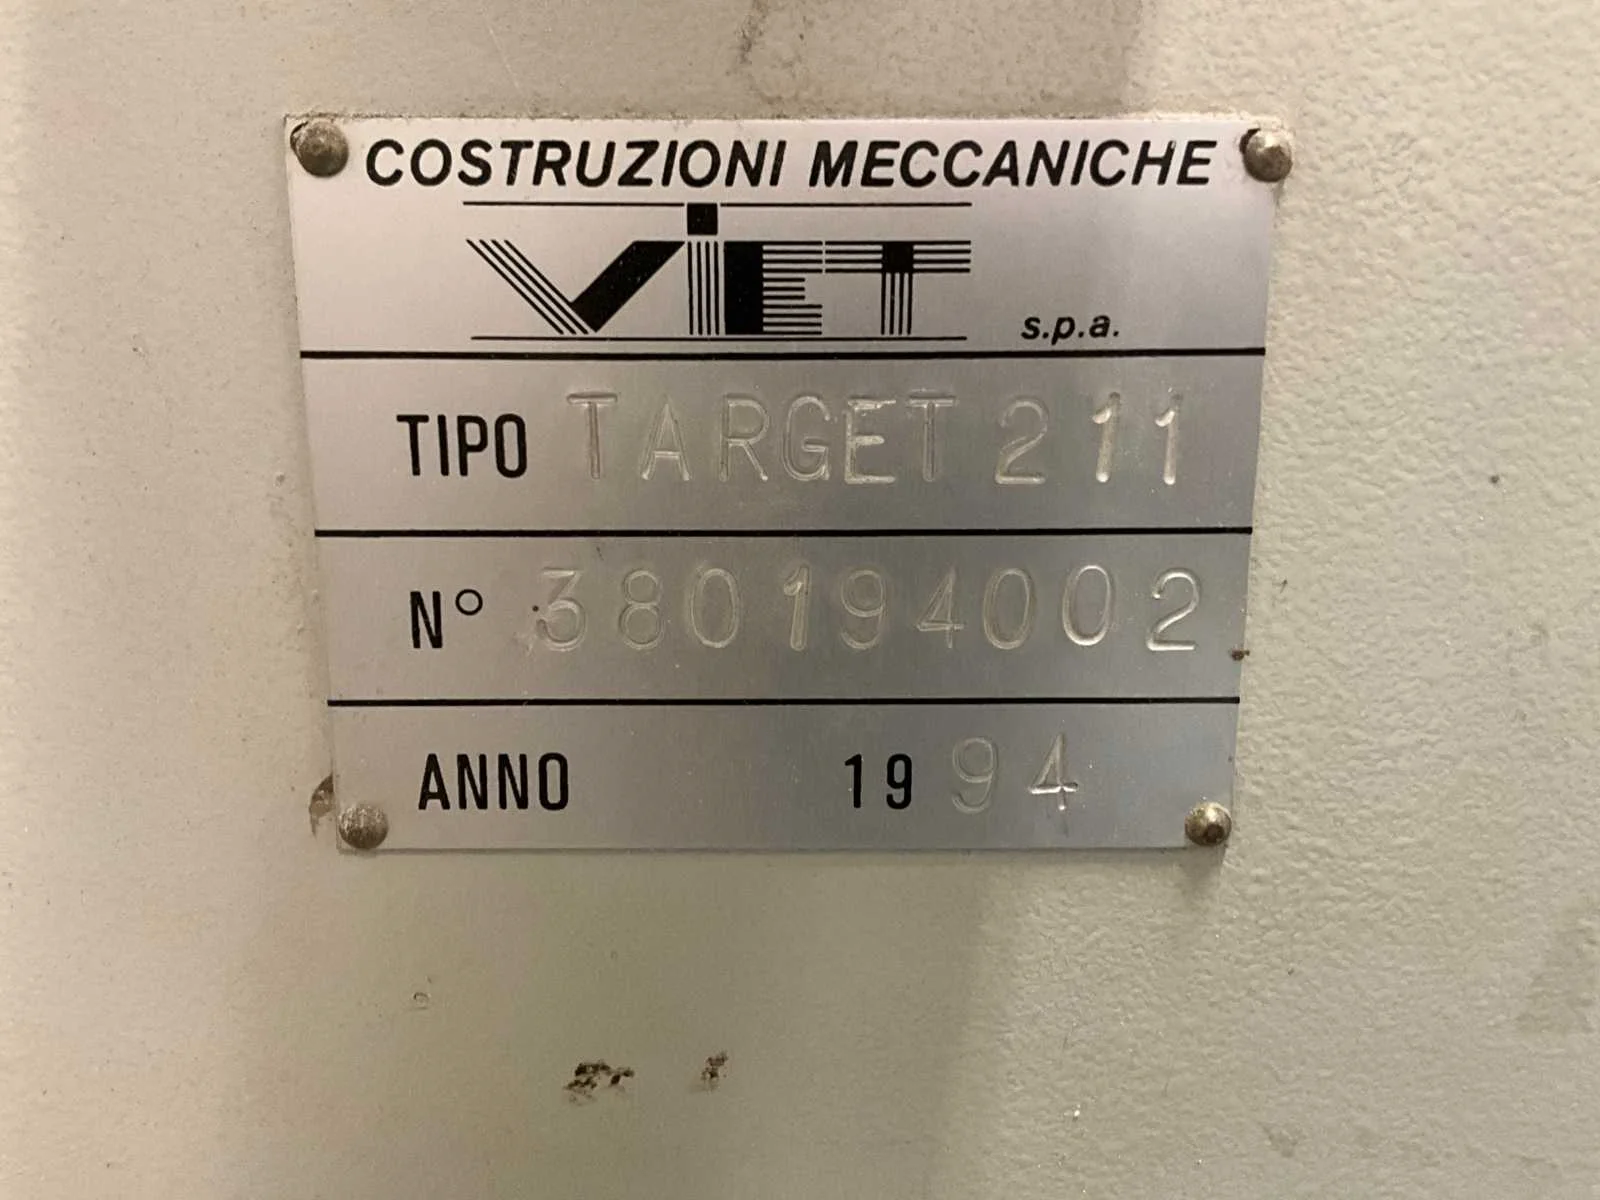 COSTRUZIONI MECCANICHE
VIET s.p.a.
TIPO TARGET 211
N° 380194002
ANNO 1994